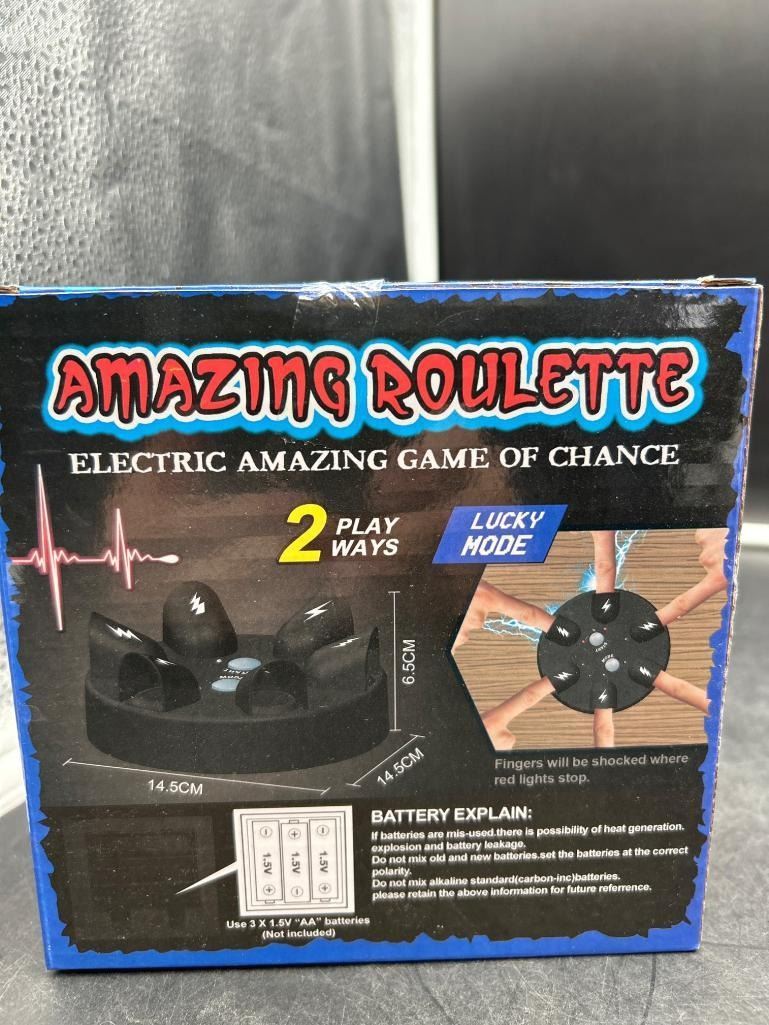 AMAZING ROULETTE
ELECTRIC AMAZING GAME OF CHANCE
2 PLAY
WAYS
LUCKY
MODE
6.5CM
14.5CM
14.5CM
Fingers will be shocked where
red lights stop.
1.5V
1.5V
1.5V
Use 3 X 1.5V "AA" batteries
(Not included)
BATTERY EXPLAIN:
If batteries are mis-used.there is possibility of heat generation.
explosion and battery leakage.
Do not mix old and new batteries.set the batteries at the correct
polarity.
Do not mix alkaline standard(carbon-inc)batteries.
please retain the above information for future referrence.